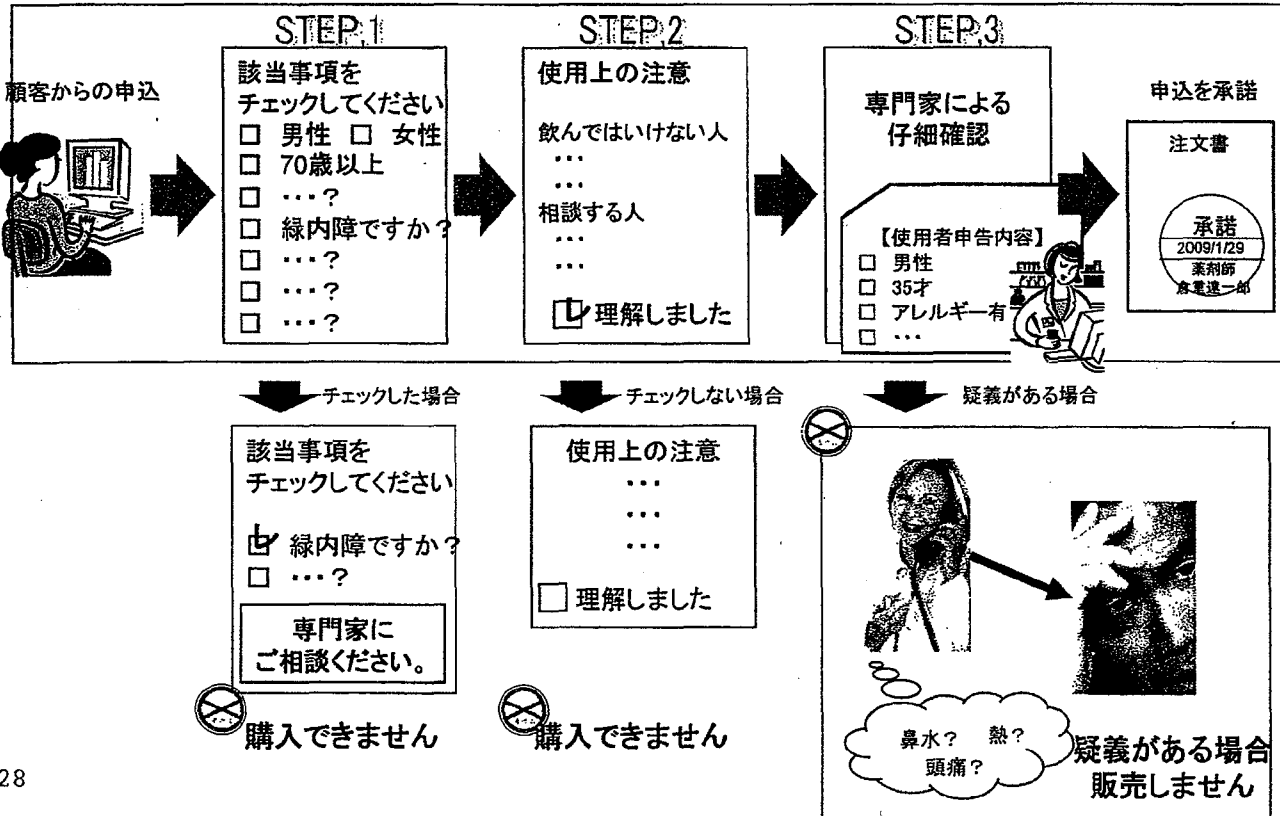 STEP.1
STEP.2
STEP.3
顧客からの申込
該当事項を
チェックしてください
□ 男性 □ 女性
□ 70歳以上
□ …?
□ 緑内障ですか?
□ …?
□ …?
□ …?
使用上の注意
飲んではいけない人
…
…
相談する人
…
…
理解しました
専門家による
仔細確認
【使用者申告内容】
□ 男性
□ 35才
□ アレルギー有
□ …
申込を承諾
注文書
承諾
2009/1/29
薬剤師
チェックした場合
チェックしない場合
疑義がある場合
該当事項を
チェックしてください
緑内障ですか?
□ …?
専門家に
ご相談ください。
購入できません
使用上の注意
…
…
…
□ 理解しました
購入できません
鼻水? 熱?
頭痛?
疑義がある場合
販売しません
28